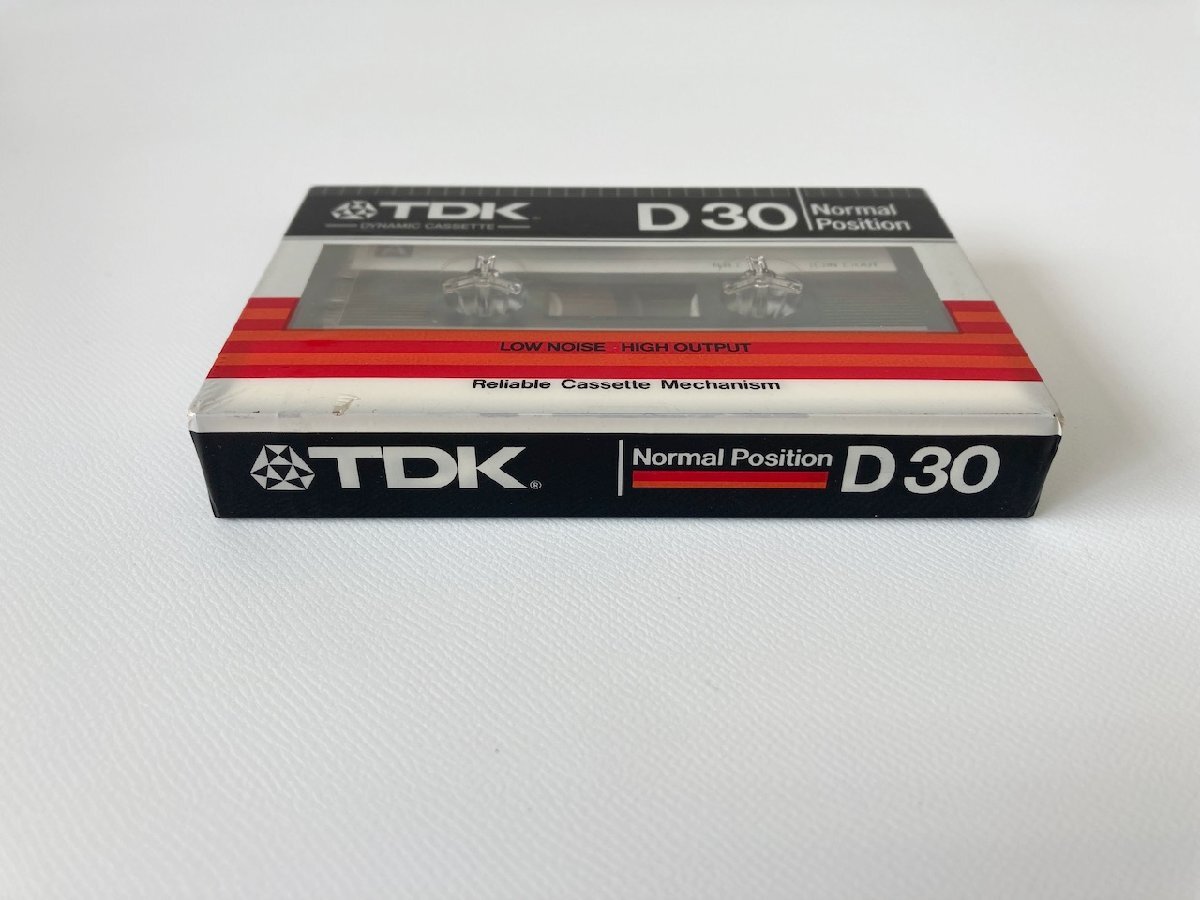 TDK
DYNAMIC CASSETTE
D 30
Normal
Position
A
LOW NOISE · HIGH OUTPUT
Reliable Cassette Mechanism
TDK®
Normal Position
D 30